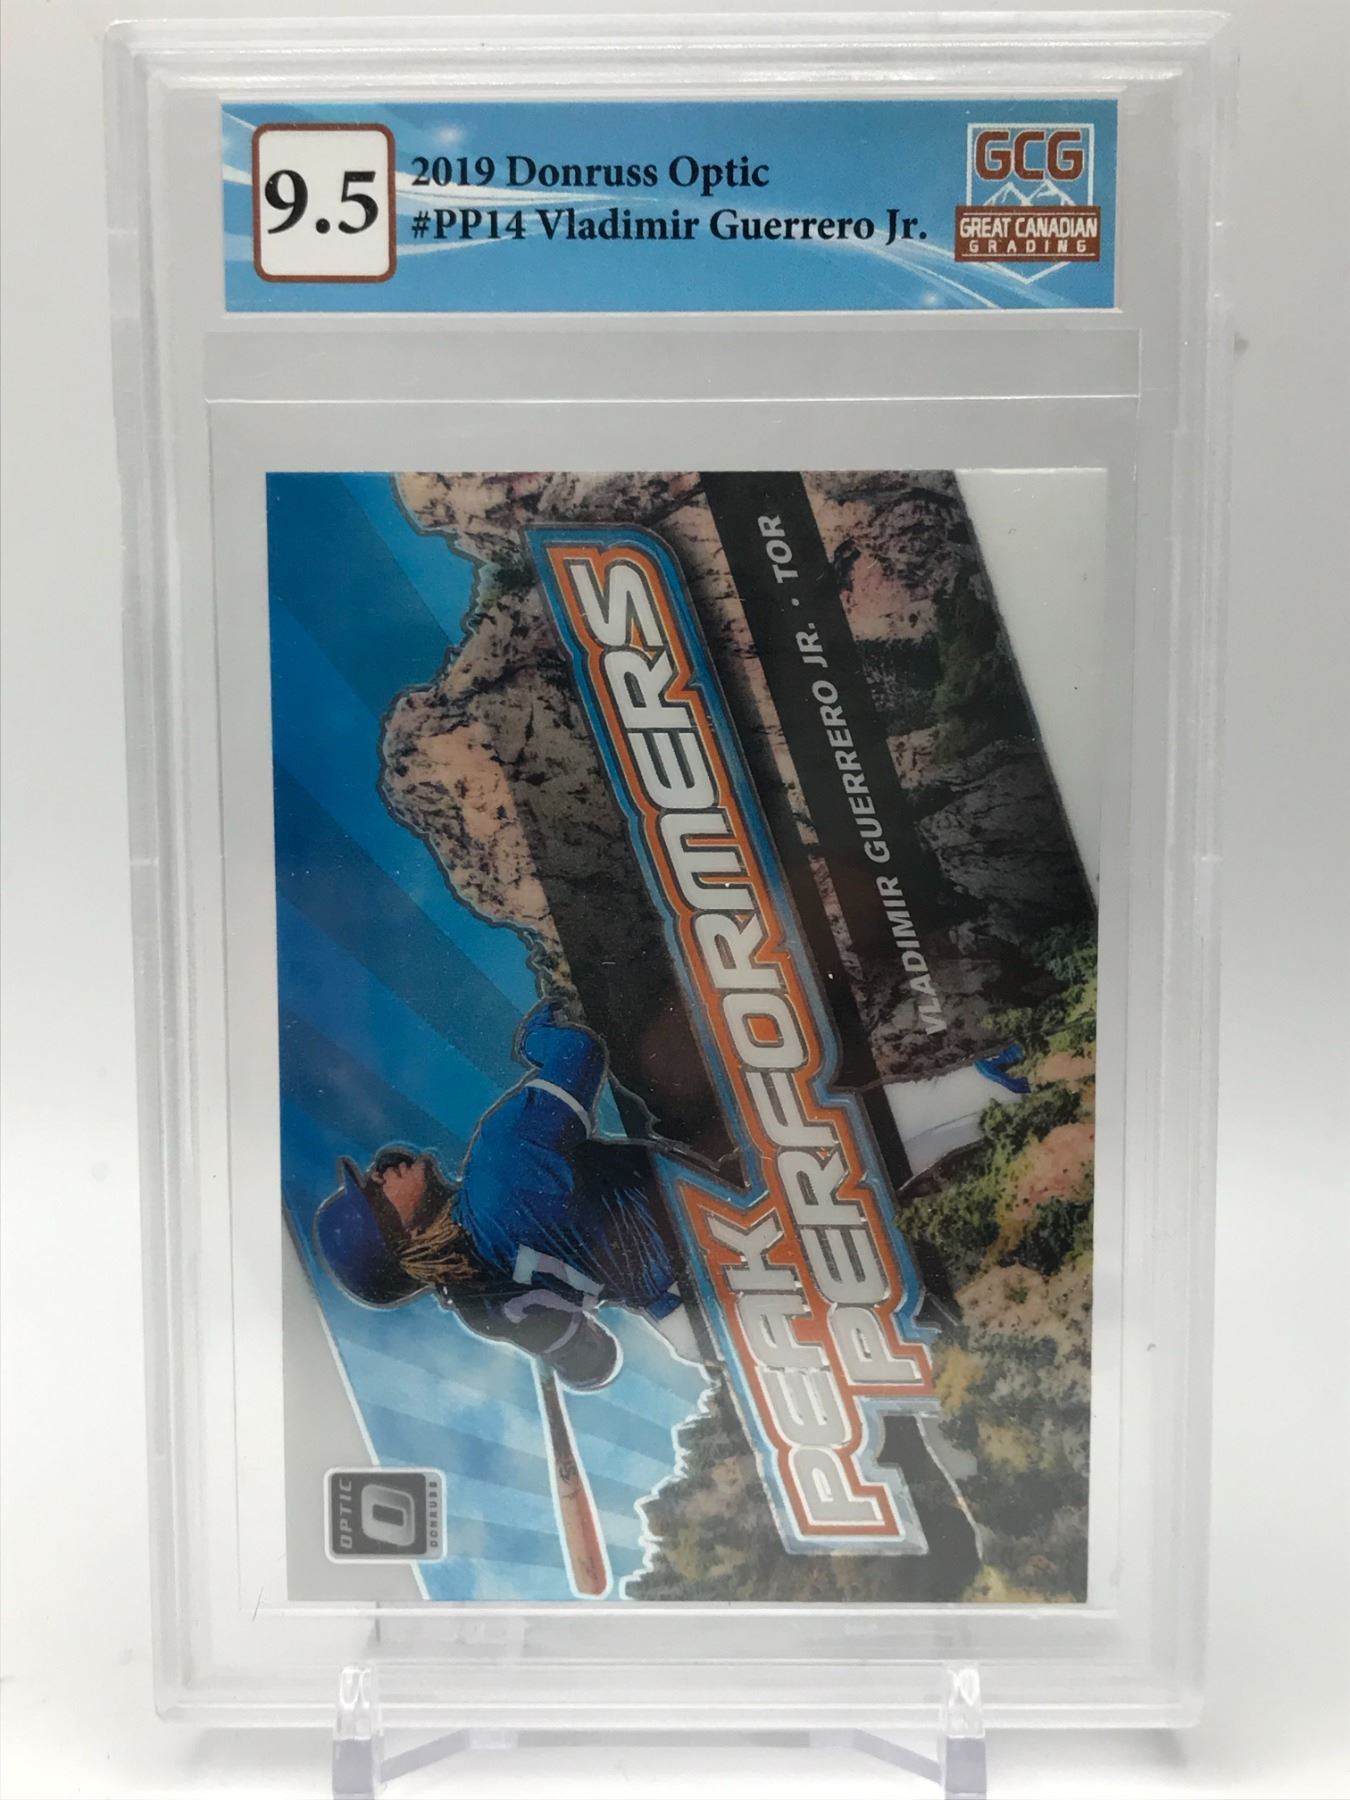 9.5
2019 Donruss Optic
#PP14 Vladimir Guerrero Jr.
GCG
GREAT CANADIAN
GRADING
PEAK
PERFORMERS
VLADIMIR GUERRERO JR. · TOR
27
OPTIC
O
DONRUSS